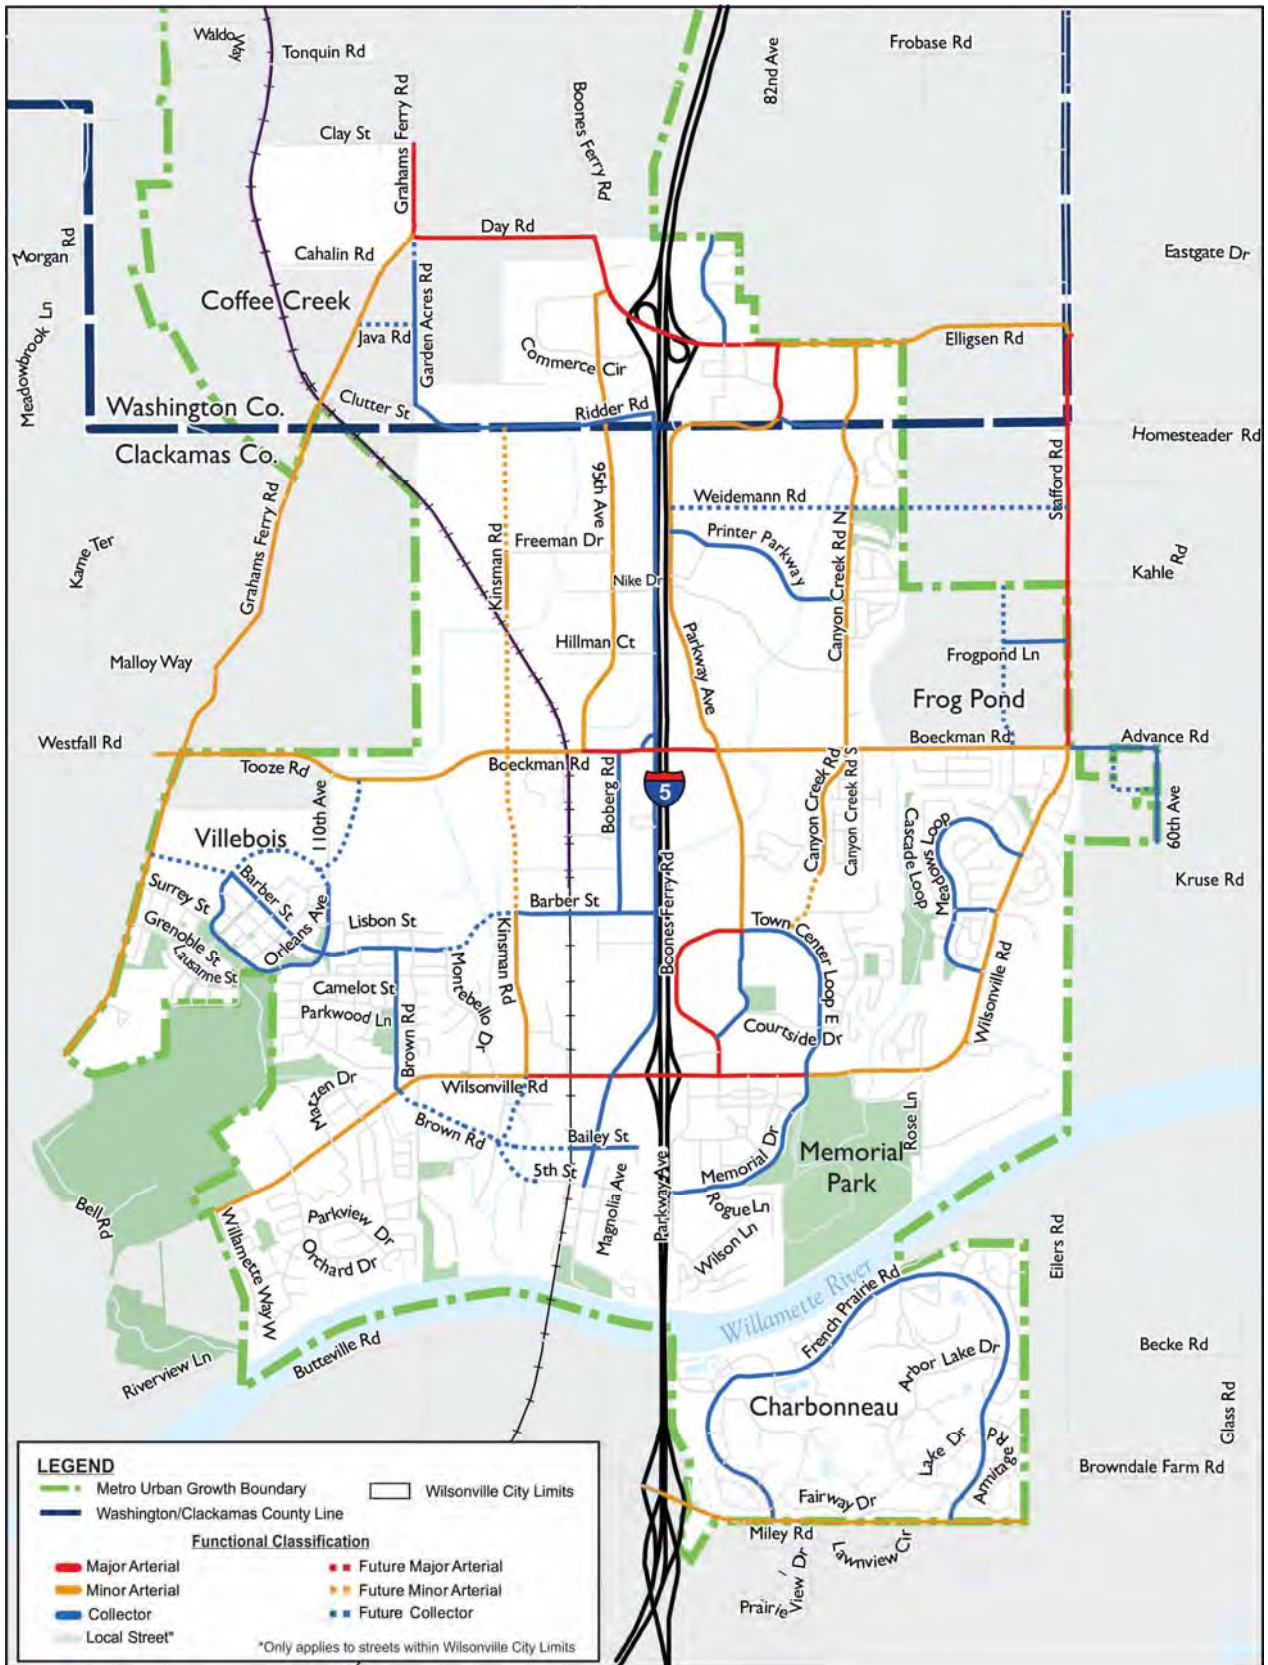 Waldo Way
Tonquin Rd
Grahams Ferry Rd
Boones Ferry Rd
82nd Ave
Frobase Rd
Clay St
Day Rd
Morgan Rd
Cahalin Rd
Eastgate Dr
Coffee Creek
Garden Acres Rd
Java Rd
Meadowbrook Ln
Commerce Cir
Elligsen Rd
Washington Co.
Clutter St
Ridder Rd
Clackamas Co.
Homesteader Rd
Stafford Rd
95th Ave
Weidemann Rd
Grahams Ferry Rd
Kinsman Rd
Freeman Dr
Printer Parkway
Canyon Creek Rd N
Kame Ter
Nike Dr
Kahle Rd
Hillman Ct
Parkway Ave
Frogpond Ln
Malloy Way
Frog Pond
Westfall Rd
Tooze Rd
Boeckman Rd
Boeckman Rd
Advance Rd
110th Ave
Boberg Rd
5
Canyon Creek Rd
Canyon Creek Rd S
Cascade Loop
Meadows Loop
60th Ave
Villebois
Surrey St
Barber St
Kruse Rd
Grenoble St
Orleans Ave
Lisbon St
Barber St
Boones Ferry Rd
Town Center Loop E
Lausanne St
Camelot St
Montebello Dr
Kinsman Rd
Parkwood Ln
Brown Rd
Courtside Dr
Wilsonville Rd
Matzen Dr
Wilsonville Rd
Brown Rd
Bailey St
Rose Ln
Memorial Park
Memorial Dr
5th St
Magnolia Ave
Parkway Ave
Rogue Ln
Wilson Ln
Bell Rd
Parkview Dr
Orchard Dr
Willamette Way W
Eilers Rd
Willamette River
French Prairie Rd
Riverview Ln
Butteville Rd
Arbor Lake Dr
Becke Rd
Charbonneau
Glass Rd
Lake Dr
Armitage Rd
Browndale Farm Rd
Fairway Dr
Miley Rd
Lawnview Cir
Prairie View Dr
LEGEND
Metro Urban Growth Boundary
Wilsonville City Limits
Washington/Clackamas County Line
Functional Classification
Major Arterial
Future Major Arterial
Minor Arterial
Future Minor Arterial
Collector
Future Collector
Local Street*
*Only applies to streets within Wilsonville City Limits